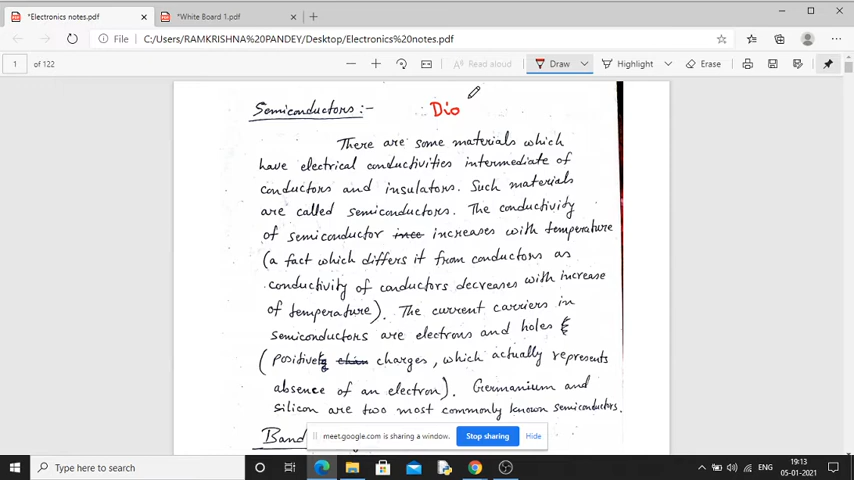 *Electronics notes.pdf
*White Board 1.pdf
File
C:/Users/RAMKRISHNA%20PANDEY/Desktop/Electronics%20notes.pdf
1 of 122
Read aloud
Draw
Highlight
Erase
Semiconductors :-
Dio
There are some materials which
have electrical conductivities intermediate of
conductors and insulators. Such materials
are called semiconductors. The conductivity
of semiconductor ince increases with temperature
(a fact which differs it from conductors as
conductivity of conductors decreases with increase
of temperature). The current carriers in
semiconductors are electrons and holes
(positive charges, which actually represents
absence of an electron). Germanium and
silicon are two most commonly known semiconductors.
Band
meet.google.com is sharing a window.
Stop sharing
Hide
Type here to search
ENG
19:13
05-01-2021